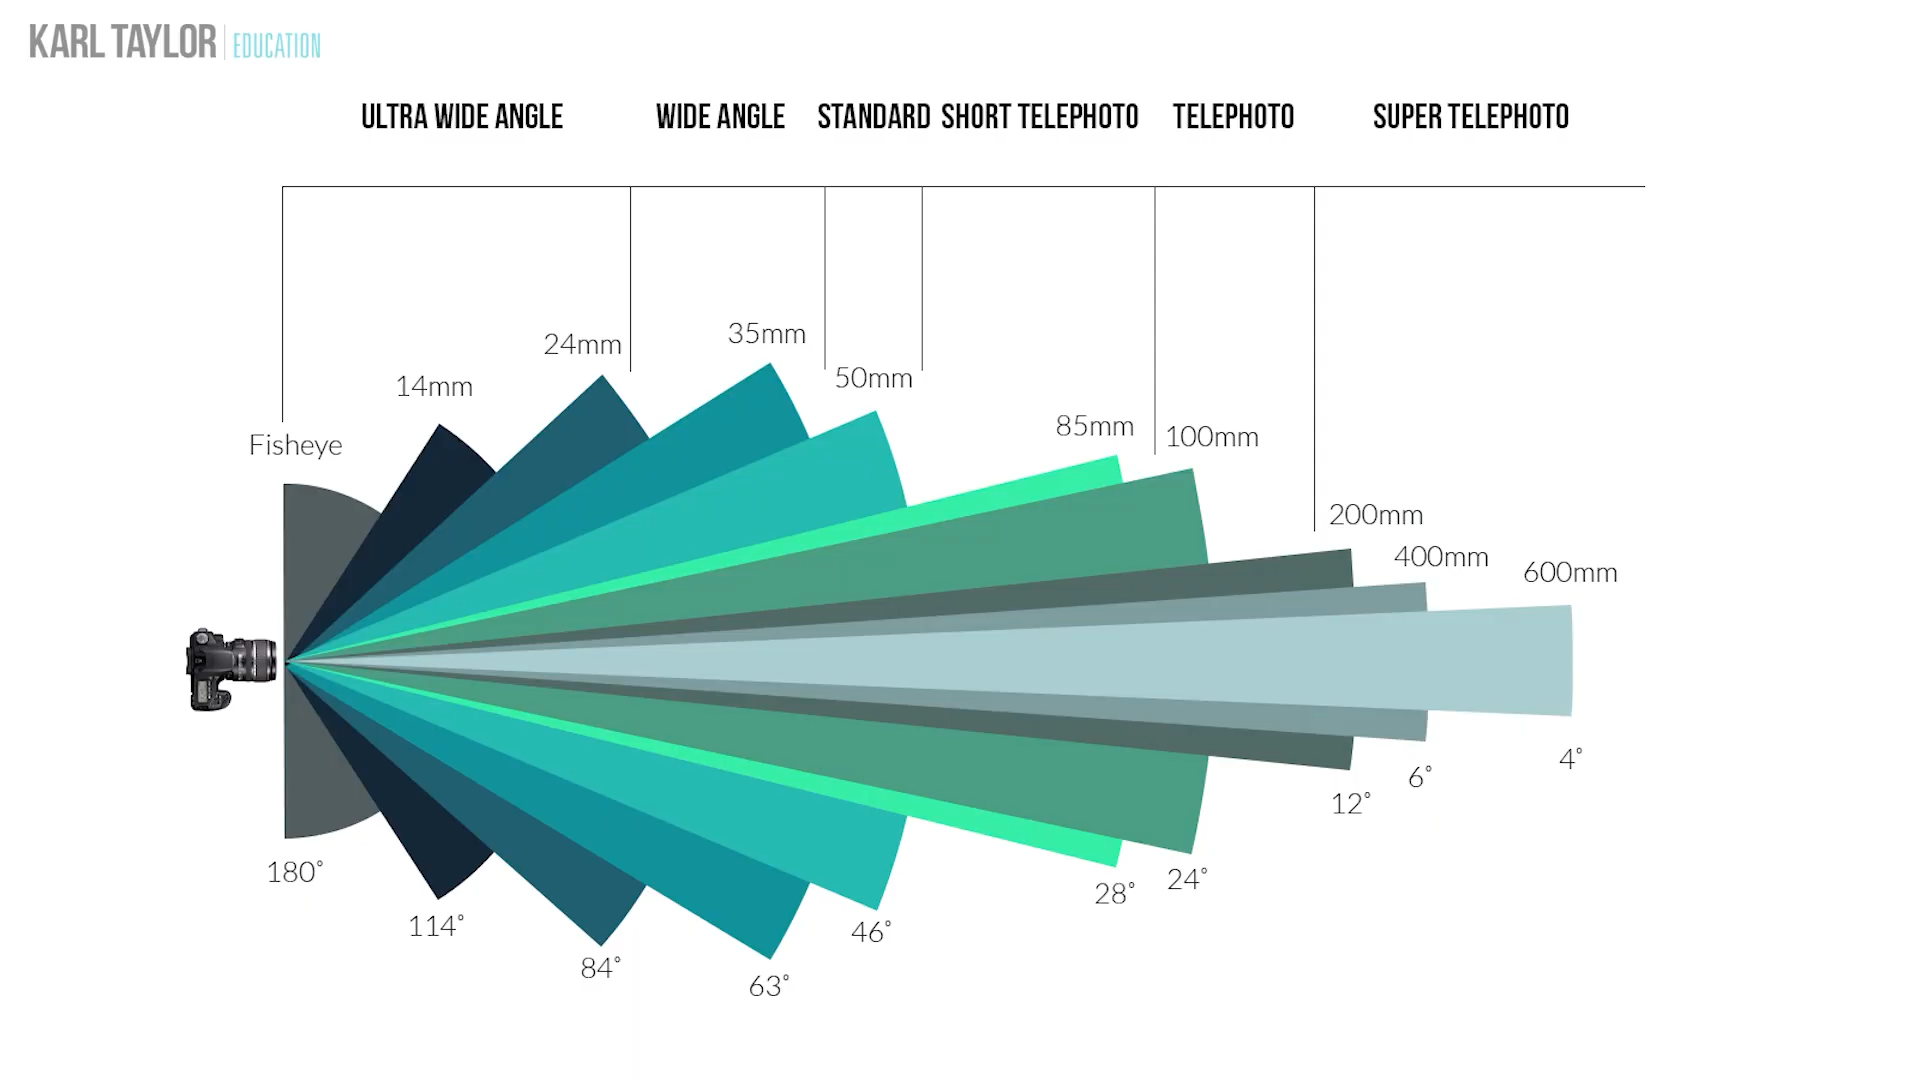 KARL TAYLOR | EDUCATION
ULTRA WIDE ANGLE
WIDE ANGLE
STANDARD
SHORT TELEPHOTO
TELEPHOTO
SUPER TELEPHOTO
Fisheye
14mm
24mm
35mm
50mm
85mm
100mm
200mm
400mm
600mm
180°
114°
84°
63°
46°
28°
24°
12°
6°
4°